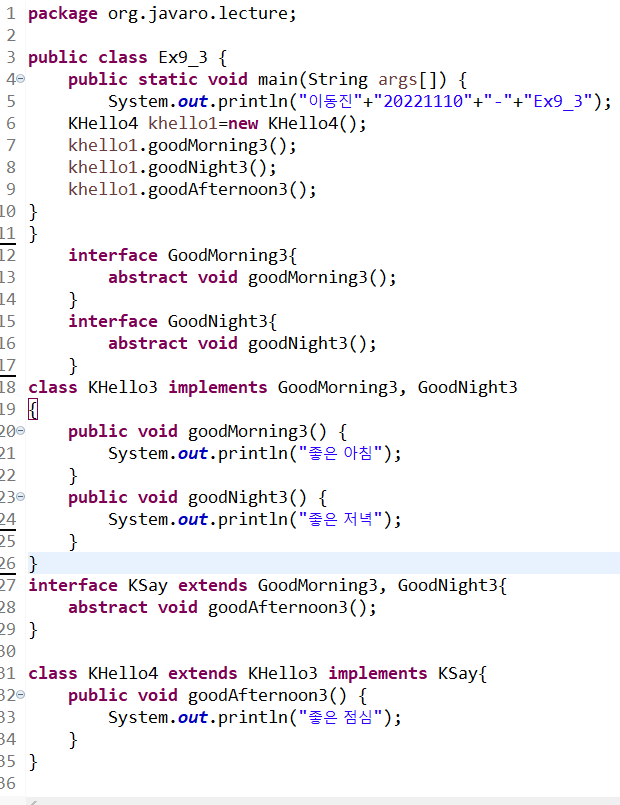 1 package org.javaro.lecture;
2
3 public class Ex9_3 {
4 public static void main(String args[]) {
5 System.out.println("이동진"+"20221110"+"-"+"Ex9_3");
6 KHello4 khello1=new KHello4();
7 khello1.goodMorning3();
8 khello1.goodNight3();
9 khello1.goodAfternoon3();
10 }
11 }
12 interface GoodMorning3{
13 abstract void goodMorning3();
14 }
15 interface GoodNight3{
16 abstract void goodNight3();
17 }
18 class KHello3 implements GoodMorning3, GoodNight3
19 {
20 public void goodMorning3() {
21 System.out.println("좋은 아침");
22 }
23 public void goodNight3() {
24 System.out.println("좋은 저녁");
25 }
26 }
27 interface KSay extends GoodMorning3, GoodNight3{
28 abstract void goodAfternoon3();
29 }
30
31 class KHello4 extends KHello3 implements KSay{
32 public void goodAfternoon3() {
33 System.out.println("좋은 점심");
34 }
35 }
36